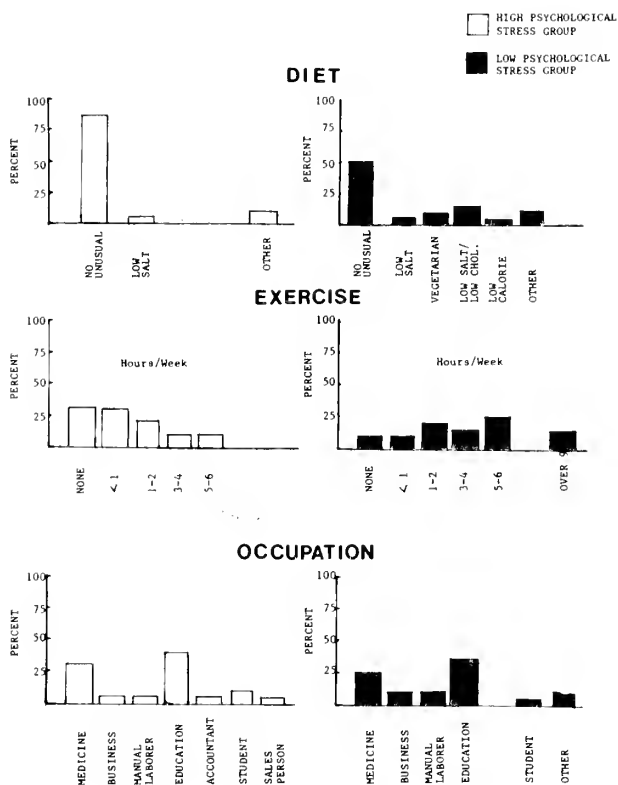 HIGH PSYCHOLOGICAL
STRESS GROUP
LOW PSYCHOLOGICAL
STRESS GROUP
DIET
100
75
50
25
PERCENT
NO
UNUSUAL
LOW
SALT
OTHER
100
75
50
25
PERCENT
NO
UNUSUAL
LOW
SALT
VEGETARIAN
LOW SALT/
LOW CHOL.
LOW
CALORIE
OTHER
EXERCISE
100
75
50
25
PERCENT
Hours/Week
NONE
<1
1-2
3-4
5-6
100
75
50
25
PERCENT
Hours/Week
NONE
<1
1-2
3-4
5-6
OVER
OCCUPATION
100
75
50
25
PERCENT
MEDICINE
BUSINESS
MANUAL
LABORER
EDUCATION
ACCOUNTANT
STUDENT
SALES
PERSON
100
75
50
25
PERCENT
MEDICINE
BUSINESS
MANUAL
LABORER
EDUCATION
STUDENT
OTHER